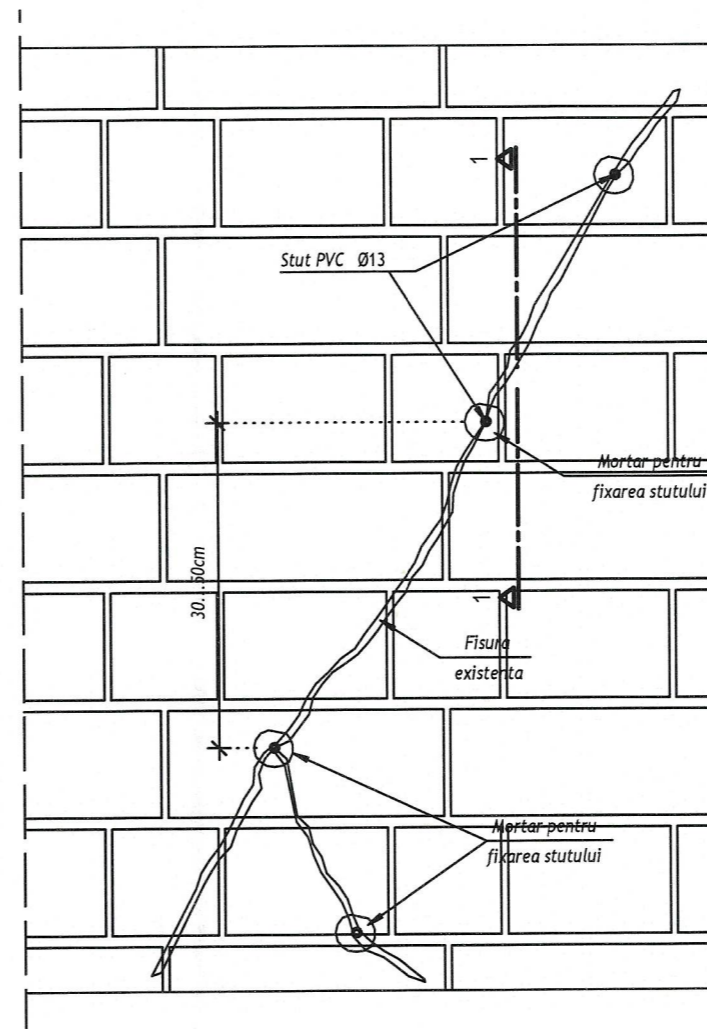 1
Stut PVC Ø13
Mortar pentru
fixarea stutului
30...50cm
1
Fisura
existenta
Mortar pentru
fixarea stutului